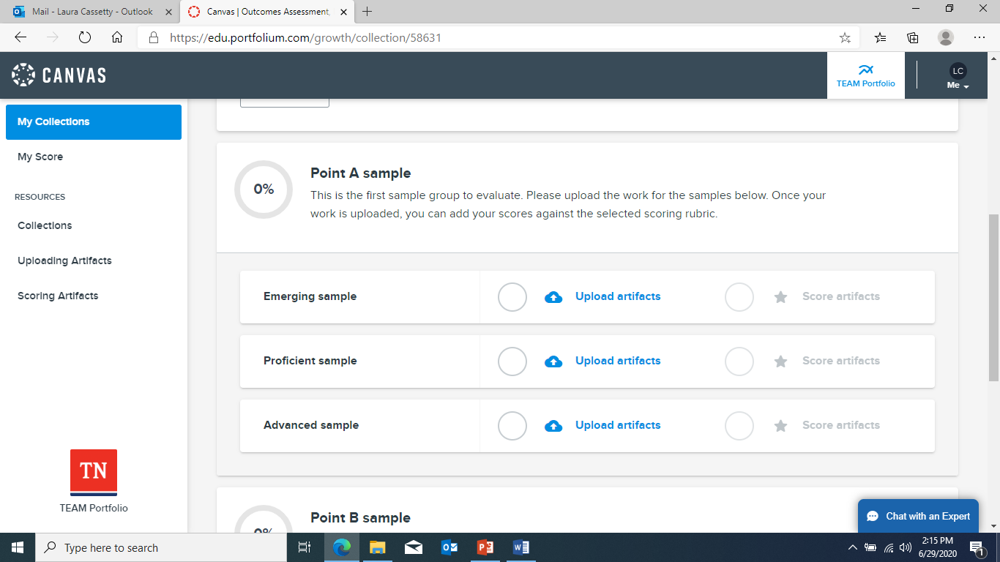 Mail - Laura Cassetty - Outlook
Canvas | Outcomes Assessment,
https://edu.portfolium.com/growth/collection/58631
CANVAS
TEAM Portfolio
LC
Me
My Collections
My Score
RESOURCES
Collections
Uploading Artifacts
Scoring Artifacts
TN
TEAM Portfolio
0%
Point A sample
This is the first sample group to evaluate. Please upload the work for the samples below. Once your
work is uploaded, you can add your scores against the selected scoring rubric.
Emerging sample Upload artifacts Score artifacts
Proficient sample Upload artifacts Score artifacts
Advanced sample Upload artifacts Score artifacts
0%
Point B sample
Chat with an Expert
Type here to search
2:15 PM
6/29/2020
1